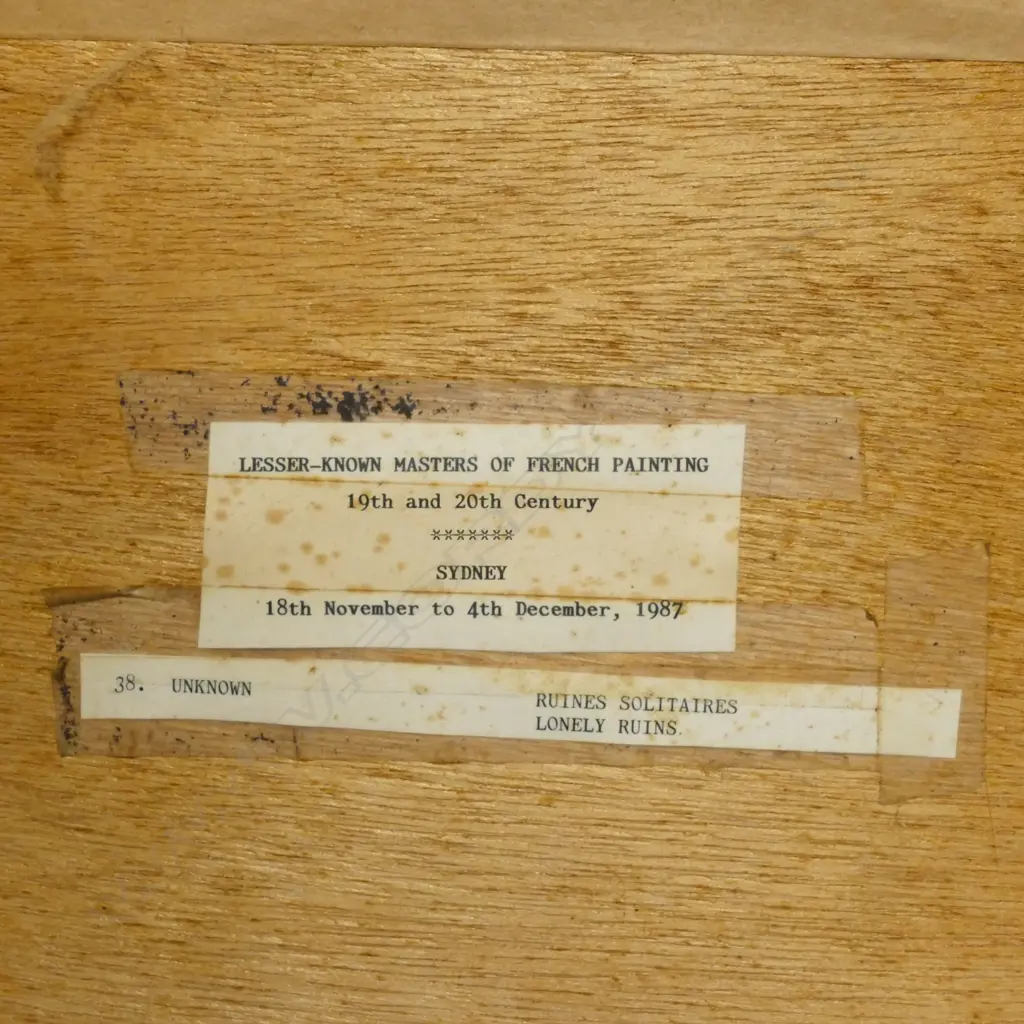 LESSER-KNOWN MASTERS OF FRENCH PAINTING
19th and 20th Century
*******
SYDNEY
18th November to 4th December, 1987
38. UNKNOWN
RUINES SOLITAIRES
LONELY RUINS.